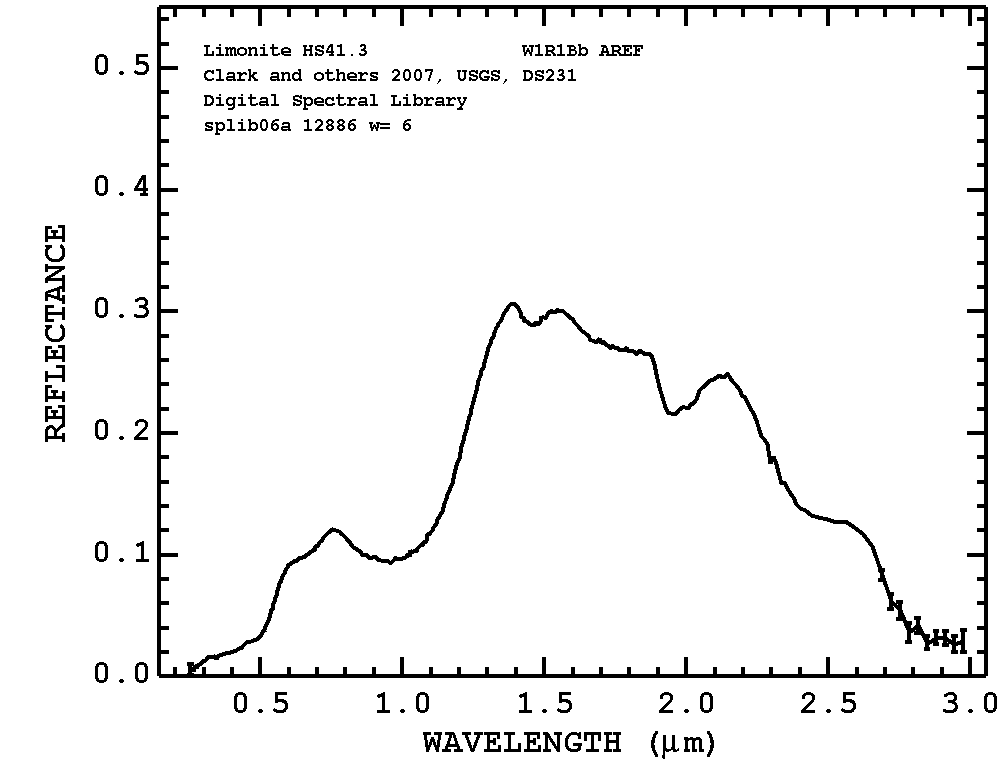 Limonite HS41.3 W1R1Bb AREF
Clark and others 2007, USGS, DS231
Digital Spectral Library
splib06a 12886 w= 6
REFLECTANCE
0.5
0.4
0.3
0.2
0.1
0.0
0.5 1.0 1.5 2.0 2.5 3.0
WAVELENGTH (μm)